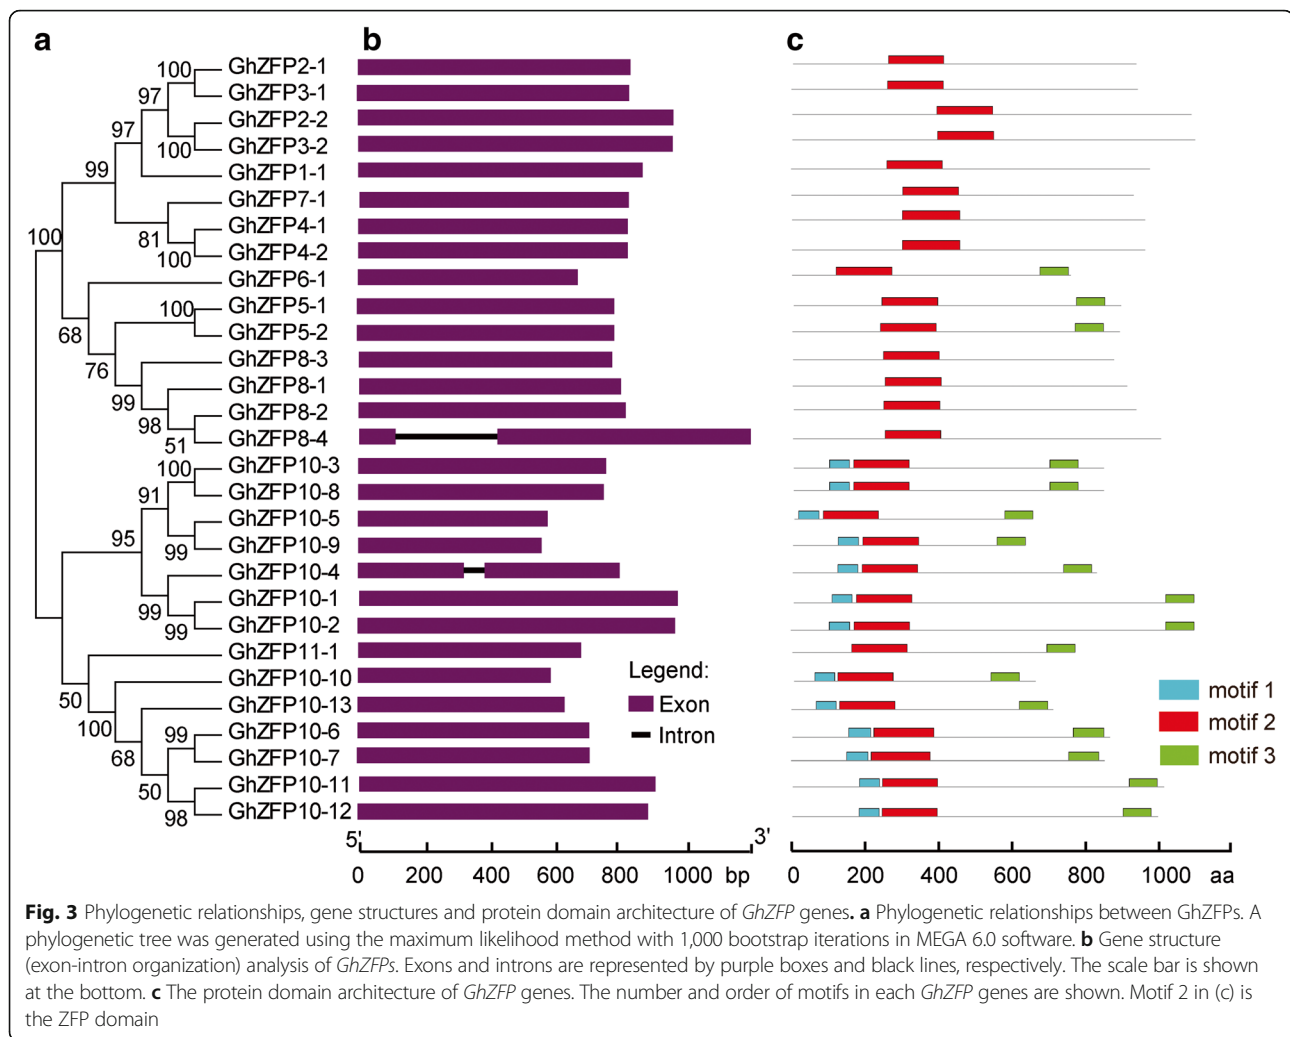 a
b
c
GhZFP2-1
GhZFP3-1
GhZFP2-2
GhZFP3-2
GhZFP1-1
GhZFP7-1
GhZFP4-1
GhZFP4-2
GhZFP6-1
GhZFP5-1
GhZFP5-2
GhZFP8-3
GhZFP8-1
GhZFP8-2
GhZFP8-4
GhZFP10-3
GhZFP10-8
GhZFP10-5
GhZFP10-9
GhZFP10-4
GhZFP10-1
GhZFP10-2
GhZFP11-1
GhZFP10-10
GhZFP10-13
GhZFP10-6
GhZFP10-7
GhZFP10-11
GhZFP10-12
100
97
97
100
99
81
100
100
100
68
76
99
98
51
100
91
95
99
99
99
50
100
68
99
50
98
Legend:
Exon
Intron
5'
3'
0 200 400 600 800 1000 bp
motif 1
motif 2
motif 3
0 200 400 600 800 1000 aa
Fig. 3 Phylogenetic relationships, gene structures and protein domain architecture of GhZFP genes. a Phylogenetic relationships between GhZFPs. A
phylogenetic tree was generated using the maximum likelihood method with 1,000 bootstrap iterations in MEGA 6.0 software. b Gene structure
(exon-intron organization) analysis of GhZFPs. Exons and introns are represented by purple boxes and black lines, respectively. The scale bar is shown
at the bottom. c The protein domain architecture of GhZFP genes. The number and order of motifs in each GhZFP genes are shown. Motif 2 in (c) is
the ZFP domain